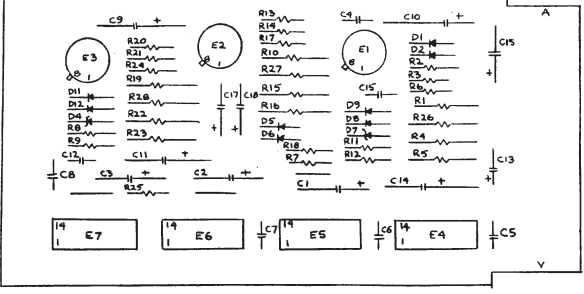 C9 +
R20
R21
R24
R19
E3
8 1
D11
D12
D4
R8
R9
C12
C8
R28
R22
R23
C11 +
C3 +
R25
E2
8 1
C17
C18
+ +
C2
R13
R14
R17
R10
R27
R15
R16
D5
D6
R18
R7
C1 +
C4
E1
8 1
C15
D9
D8
D7
R11
R12
C10 +
D1
D2
R2
R3
R6
R1
R26
R4
R5
C14 +
C15
+
C13
+
A
14
1
E7
14
1
E6
C7
14
1
E5
C6
14
1
E4
C5
V